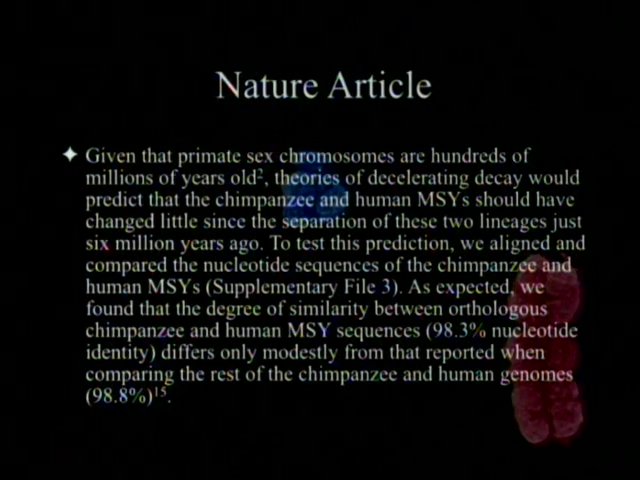 Nature Article
Given that primate sex chromosomes are hundreds of
millions of years old², theories of decelerating decay would
predict that the chimpanzee and human MSYs should have
changed little since the separation of these two lineages just
six million years ago. To test this prediction, we aligned and
compared the nucleotide sequences of the chimpanzee and
human MSYs (Supplementary File 3). As expected, we
found that the degree of similarity between orthologous
chimpanzee and human MSY sequences (98.3% nucleotide
identity) differs only modestly from that reported when
comparing the rest of the chimpanzee and human genomes
(98.8%)¹⁵.